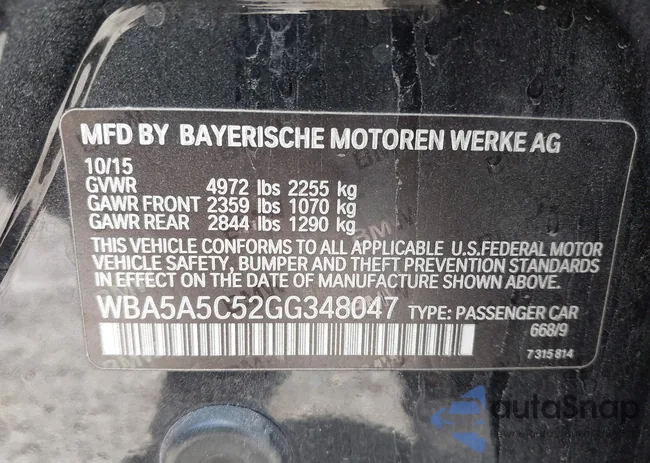 MFD BY BAYERISCHE MOTOREN WERKE AG
10/15
GVWR 4972 lbs 2255 kg
GAWR FRONT 2359 lbs 1070 kg
GAWR REAR 2844 lbs 1290 kg
THIS VEHICLE CONFORMS TO ALL APPLICABLE U.S.FEDERAL MOTOR
VEHICLE SAFETY, BUMPER AND THEFT PREVENTION STANDARDS
IN EFFECT ON THE DATE OF MANUFACTURE SHOWN ABOVE.
WBA5A5C52GG348047 TYPE: PASSENGER CAR
668/9
7 315 814
autoSnap